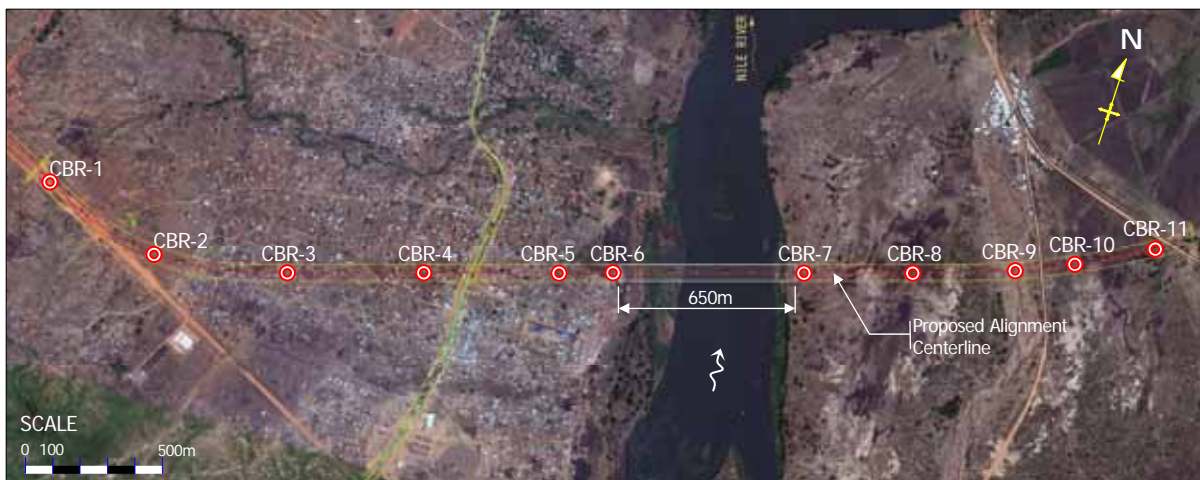 NILE RIVER
N
CBR-1
CBR-2
CBR-3
CBR-4
CBR-5
CBR-6
CBR-7
CBR-8
CBR-9
CBR-10
CBR-11
650m
Proposed Alignment
Centerline
SCALE
0 100 500m